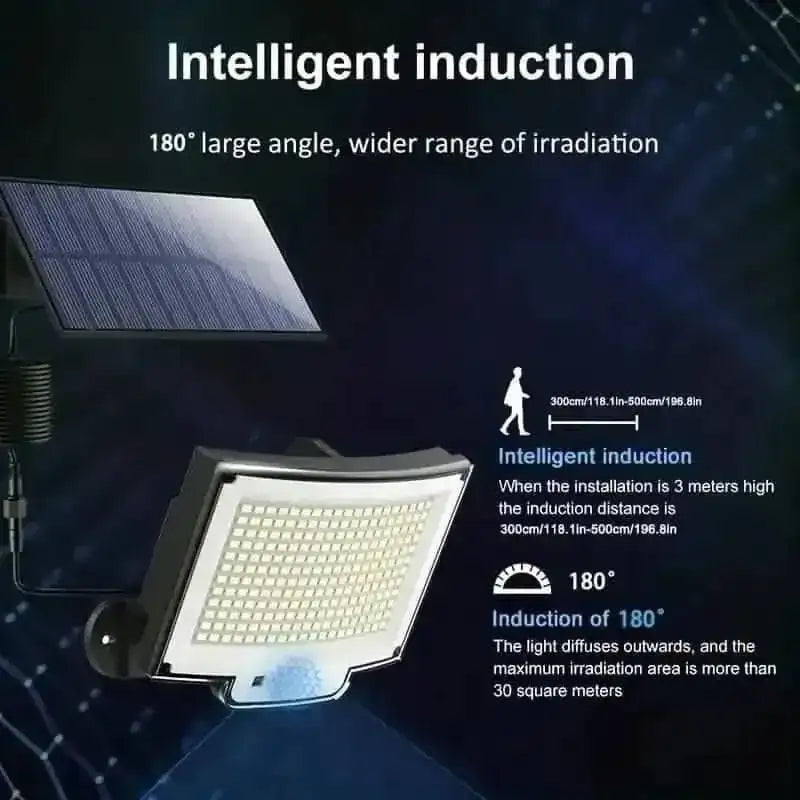 Intelligent induction
180° large angle, wider range of irradiation
300cm/118.1in-500cm/196.8in
Intelligent induction
When the installation is 3 meters high
the induction distance is
300cm/118.1in-500cm/196.8in
180°
Induction of 180°
The light diffuses outwards, and the
maximum irradiation area is more than
30 square meters